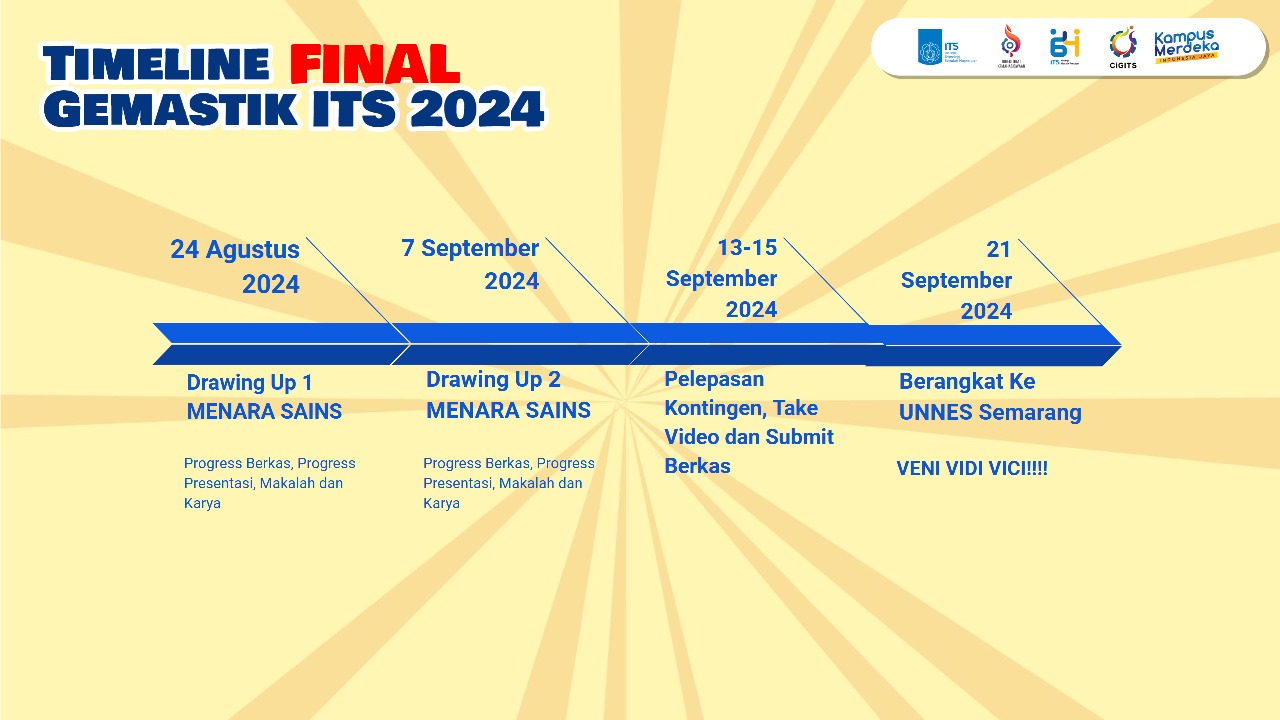 TIMELINE FINAL
GEMASTIK ITS 2024
ITS
CIGITS
Kampus
Merdeka
INDONESIA JAYA
24 Agustus
2024
Drawing Up 1
MENARA SAINS
Progress Berkas, Progress
Presentasi, Makalah dan
Karya
7 September
2024
Drawing Up 2
MENARA SAINS
Progress Berkas, Progress
Presentasi, Makalah dan
Karya
13-15
September
2024
Pelepasan
Kontingen, Take
Video dan Submit
Berkas
21
September
2024
Berangkat Ke
UNNES Semarang
VENI VIDI VICI!!!!